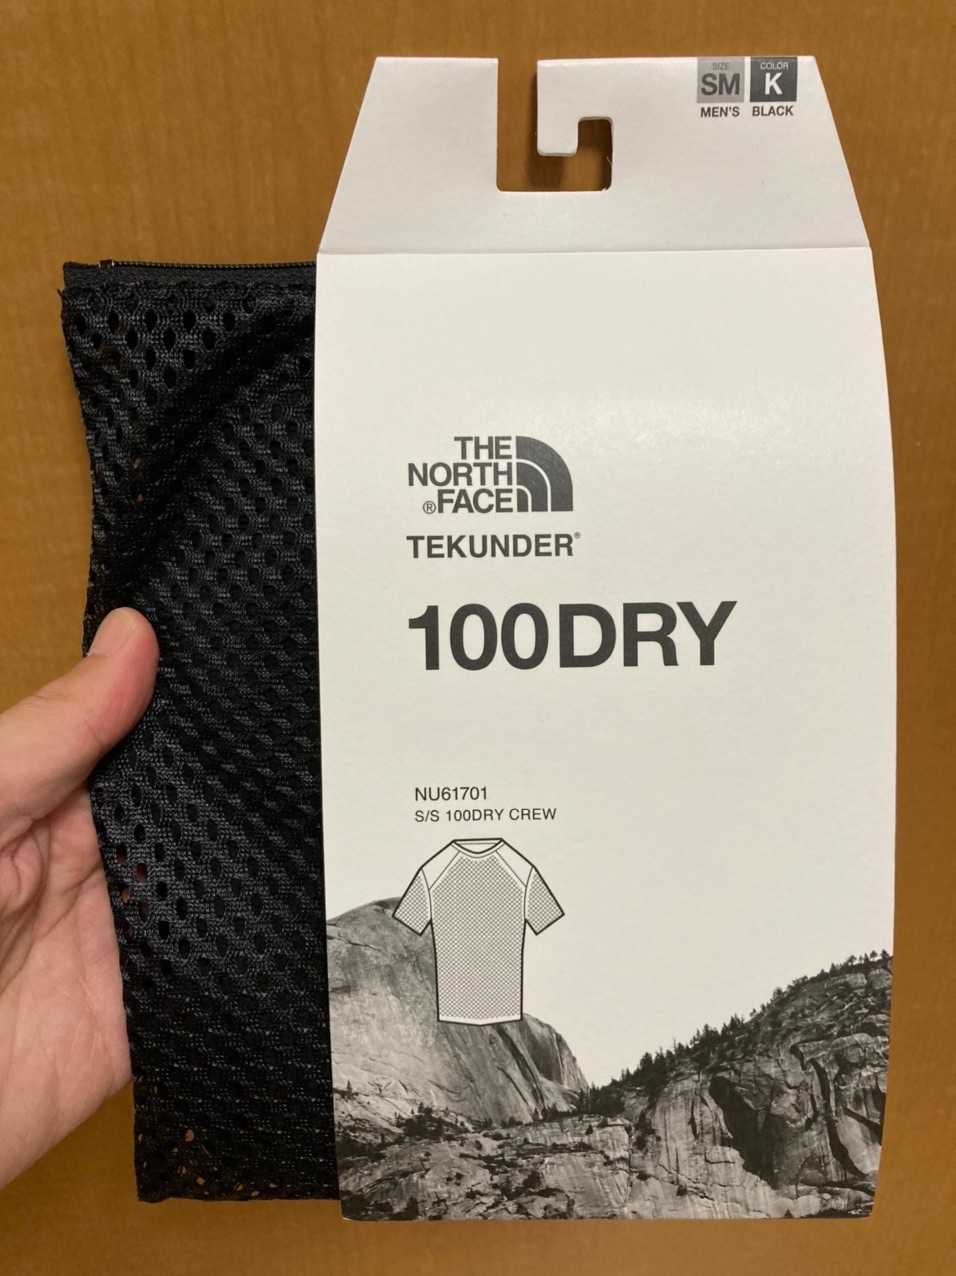 SIZE
SM
MEN'S
COLOR
K
BLACK
THE
NORTH
®FACE
TEKUNDER®
100DRY
NU61701
S/S 100DRY CREW